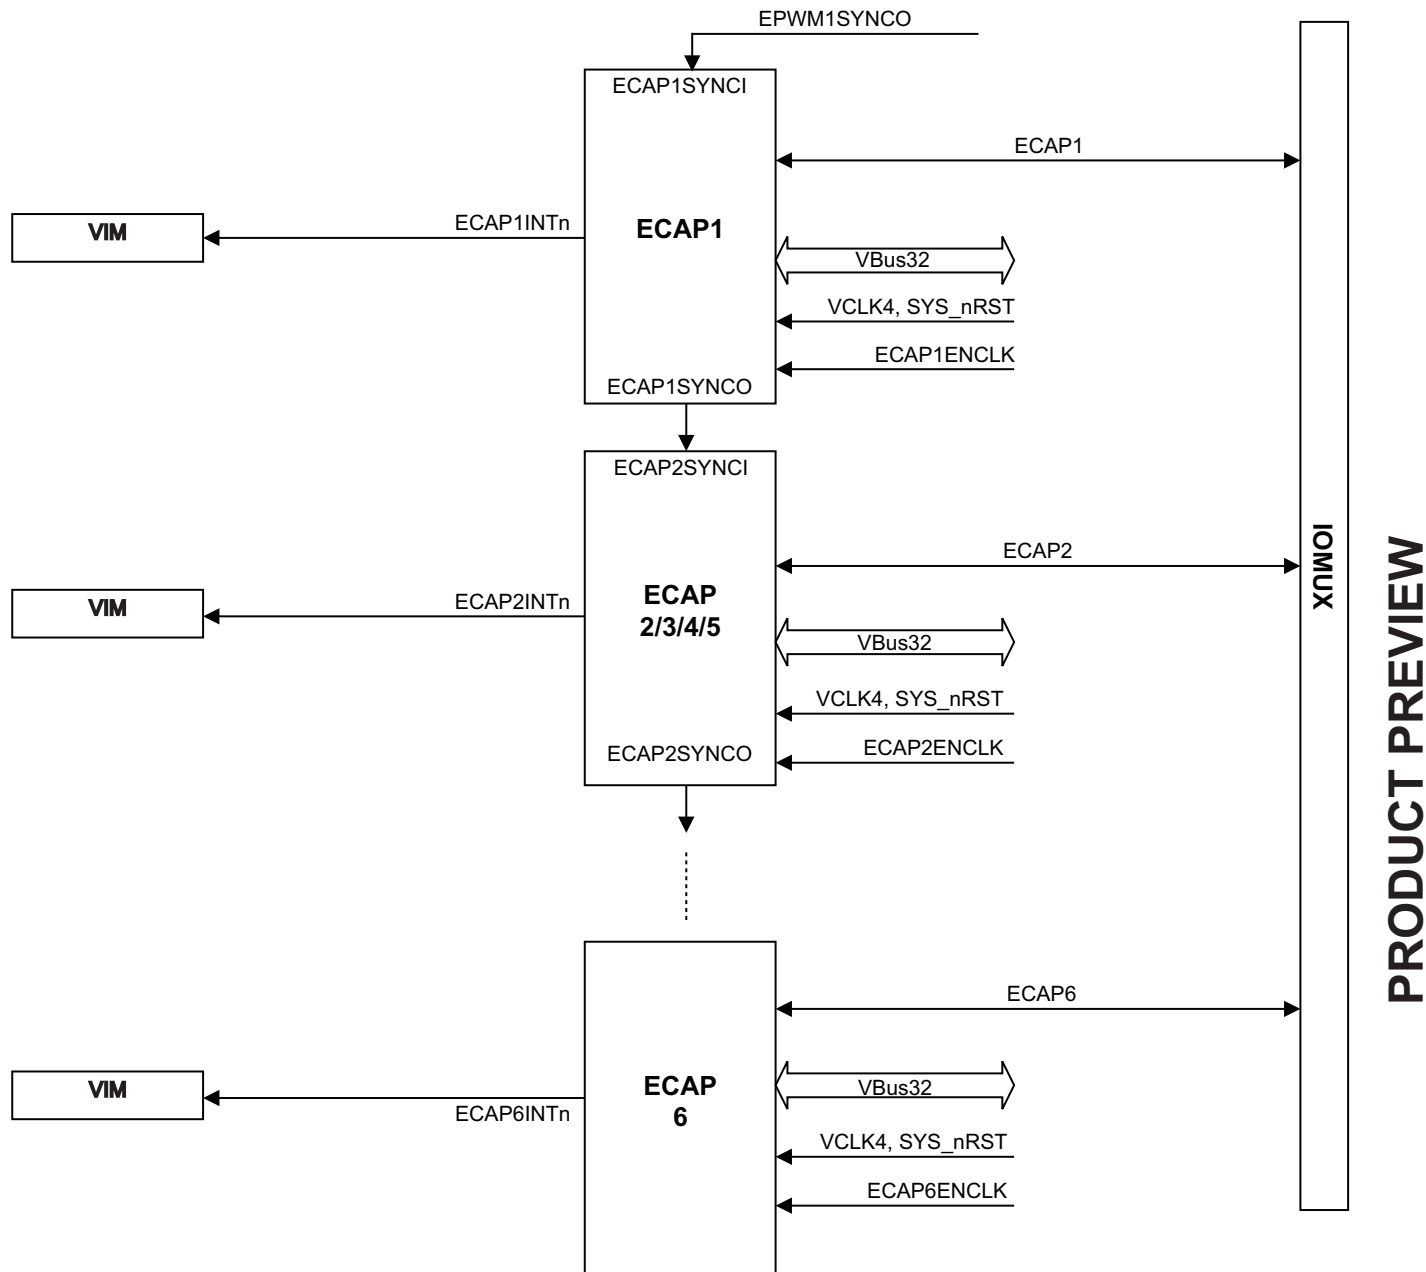 EPWM1SYNCO
ECAP1SYNCI
ECAP1
ECAP1INTn
VIM
ECAP1
VBus32
VCLK4, SYS_nRST
ECAP1ENCLK
ECAP1SYNCO
ECAP2SYNCI
IOMUX
ECAP2
ECAP2INTn
VIM
ECAP
2/3/4/5
VBus32
VCLK4, SYS_nRST
ECAP2SYNCO
ECAP2ENCLK
PRODUCT PREVIEW
ECAP6
VIM
ECAP6INTn
ECAP
6
VBus32
VCLK4, SYS_nRST
ECAP6ENCLK